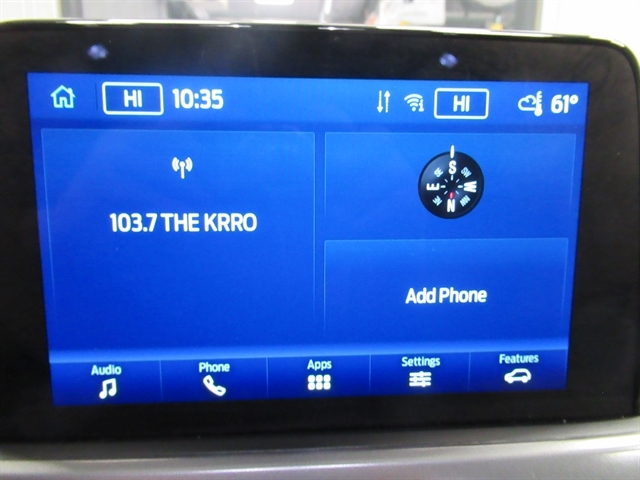 HI 10:35 HI 61°
103.7 THE KRRO
S
E W
N
Add Phone
Audio Phone Apps Settings Features